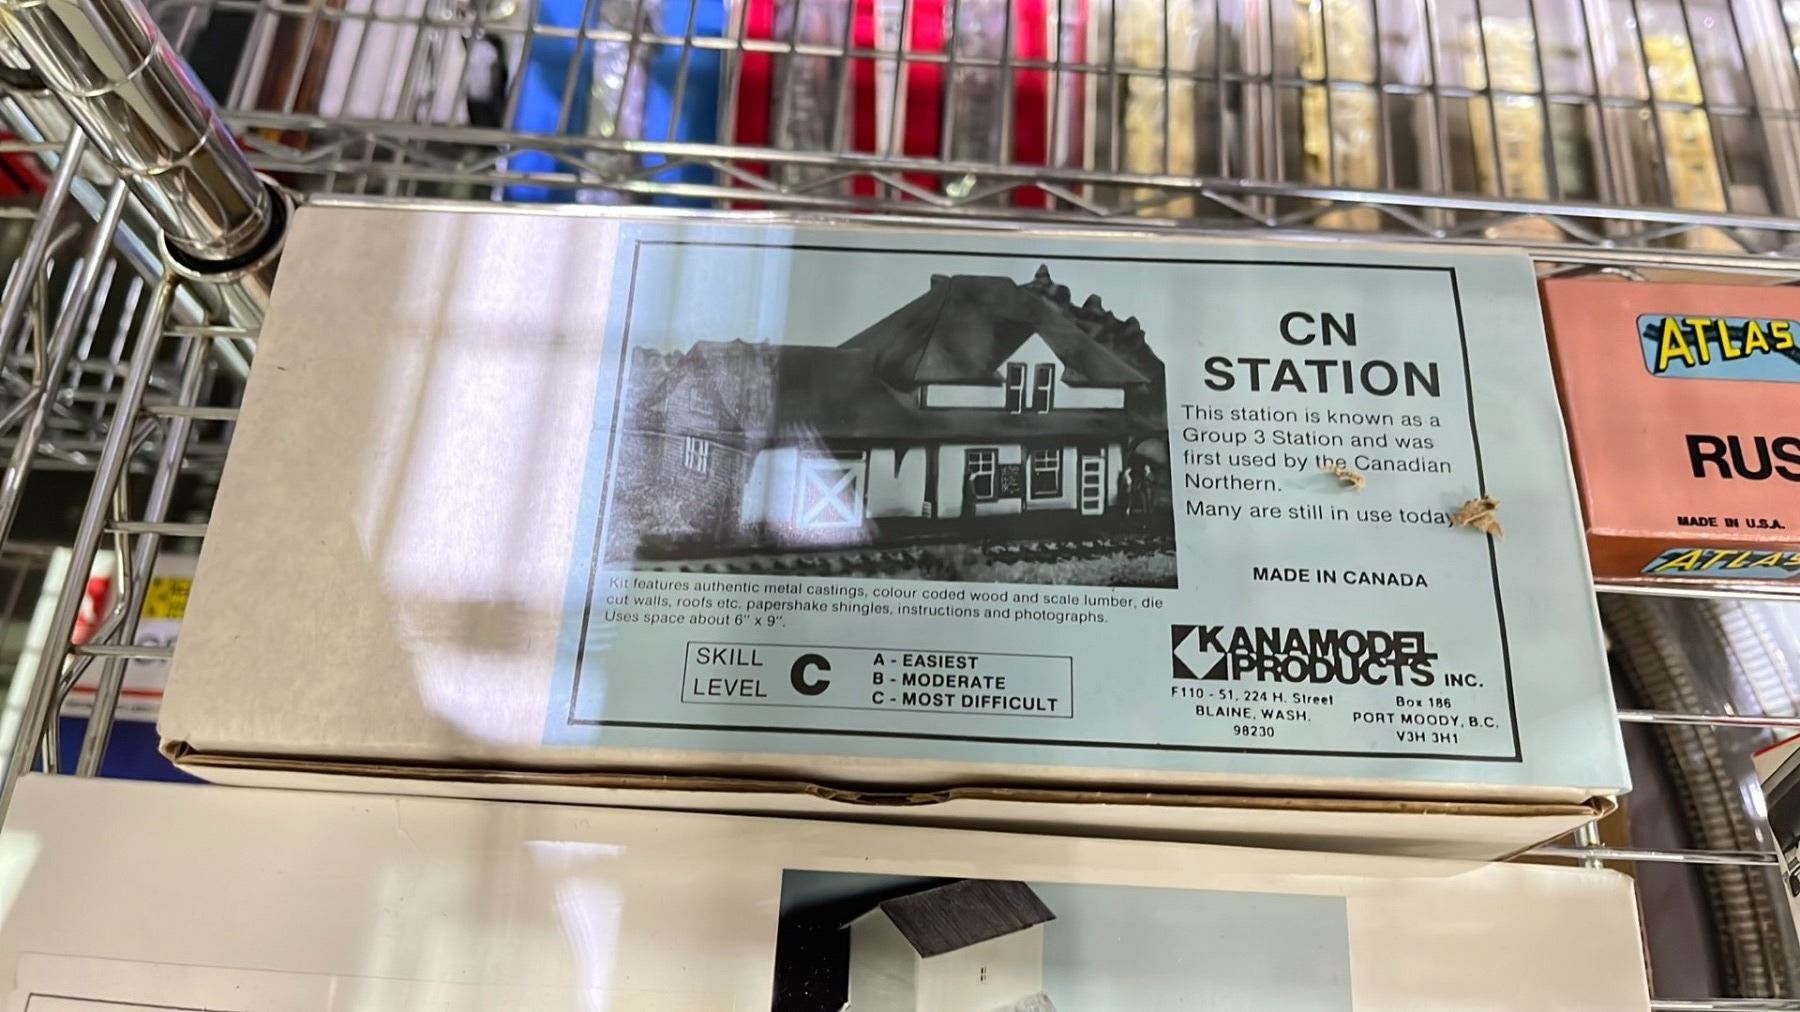 CN
STATION
This station is known as a
Group 3 Station and was
first used by the Canadian
Northern.
Many are still in use today
MADE IN CANADA
Kit features authentic metal castings, colour coded wood and scale lumber, die
cut walls, roofs etc. papershake shingles, instructions and photographs.
Uses space about 6" x 9".
SKILL
LEVEL
C
A - EASIEST
B - MODERATE
C - MOST DIFFICULT
KANAMODEL
PRODUCTS INC.
F110 - 51, 224 H. Street
BLAINE, WASH.
98230
Box 186
PORT MOODY, B.C.
V3H 3H1
ATLAS
RUS
MADE IN U.S.A.
ATLAS